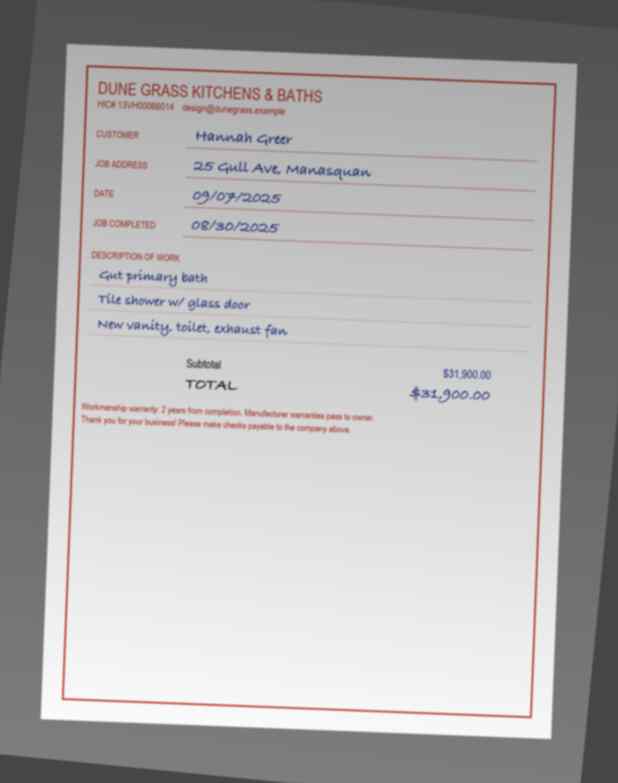 DUNE GRASS KITCHENS & BATHS
HIC# 13VH00066014 design@dunegrass.example
CUSTOMER Hannah Greer
JOB ADDRESS 25 Gull Ave, Manasquan
DATE 09/07/2025
JOB COMPLETED 08/30/2025
DESCRIPTION OF WORK
Gut primary bath
Tile shower w/ glass door
New vanity, toilet, exhaust fan
Subtotal $31,900.00
TOTAL $31,900.00
Workmanship warranty: 2 years from completion. Manufacturer warranties pass to owner.
Thank you for your business! Please make checks payable to the company above.